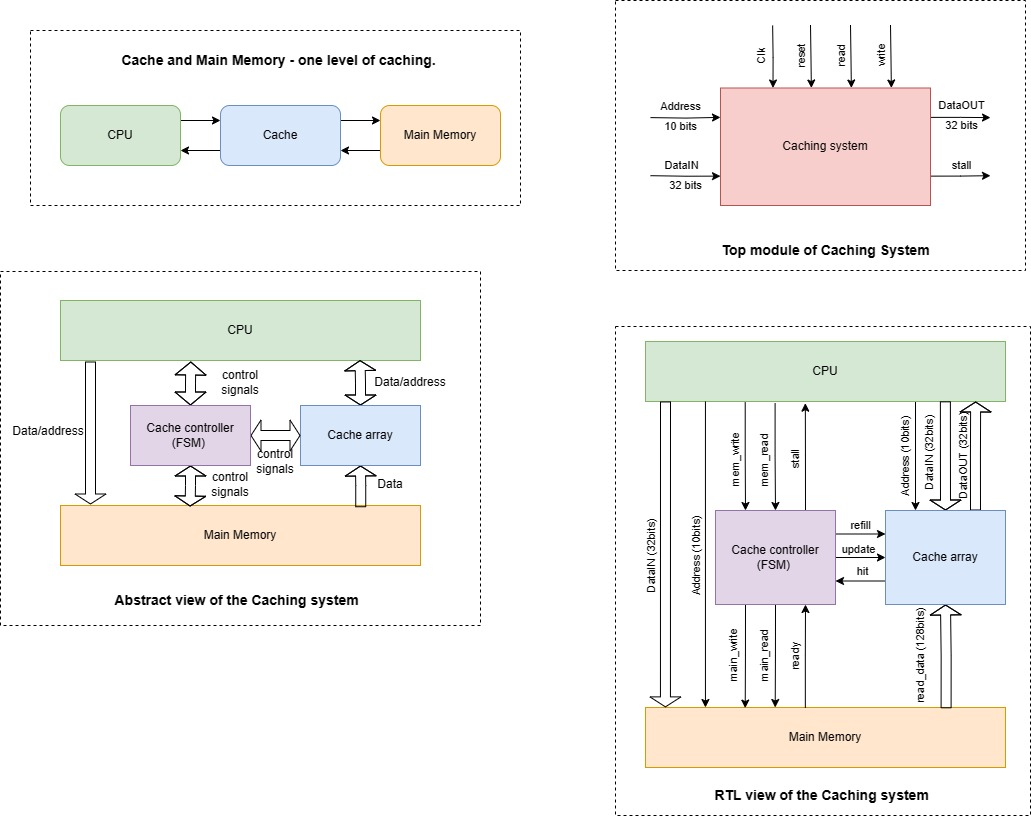 Cache and Main Memory - one level of caching.
CPU
Cache
Main Memory
Clk
reset
read
write
Address
10 bits
DataIN
32 bits
Caching system
DataOUT
32 bits
stall
Top module of Caching System
CPU
Data/address
control
signals
Data/address
Cache controller
(FSM)
control
signals
Cache array
control
signals
Data
Main Memory
Abstract view of the Caching system
CPU
DataIN (32bits)
Address (10bits)
mem_write
mem_read
stall
Address (10bits)
DataIN (32bits)
DataOUT (32bits)
Cache controller
(FSM)
refill
update
hit
Cache array
main_write
main_read
ready
read_data (128bits)
Main Memory
RTL view of the Caching system